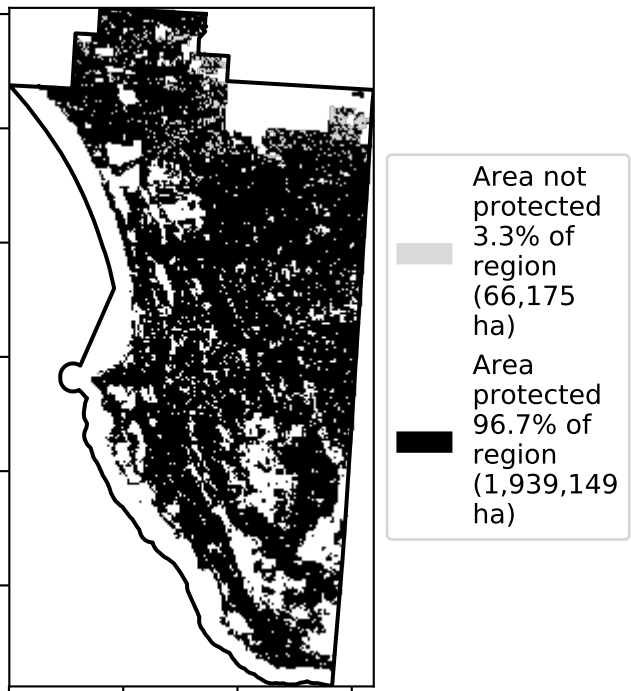 Area not
protected
3.3% of
region
(66,175
ha)
Area
protected
96.7% of
region
(1,939,149
ha)